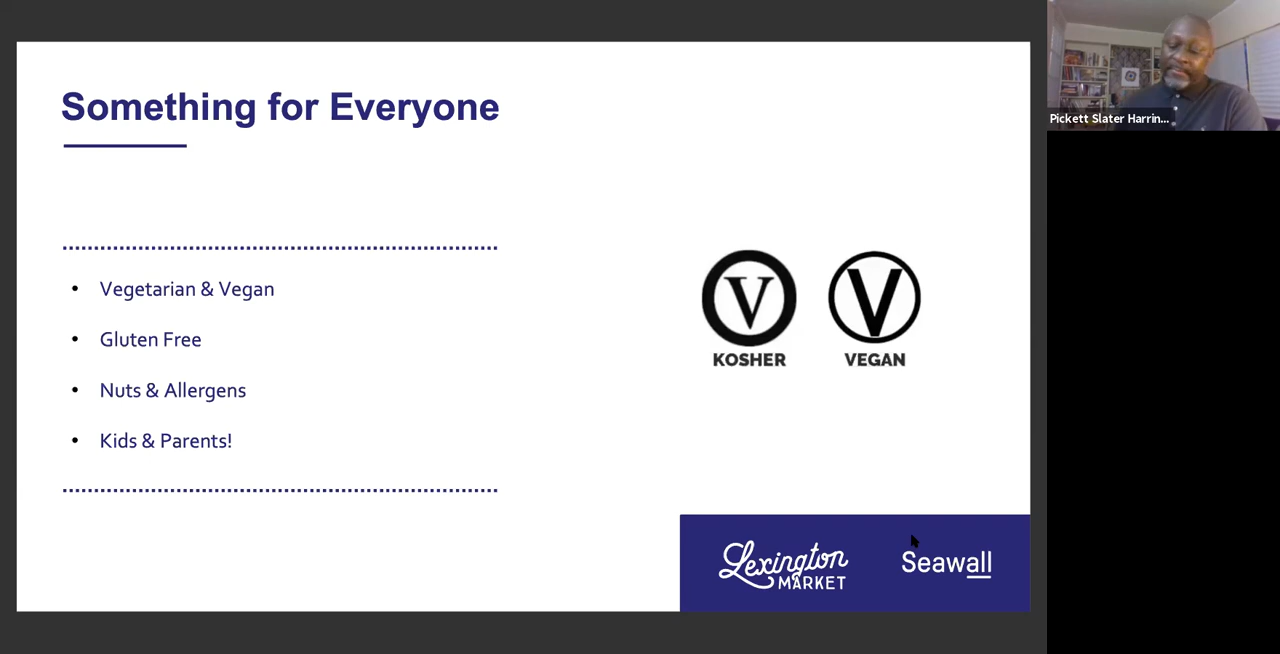 Something for Everyone
• Vegetarian & Vegan
• Gluten Free
• Nuts & Allergens
• Kids & Parents!
V
KOSHER
V
VEGAN
Lexington
MARKET
Seawall
Pickett Slater Harrin...